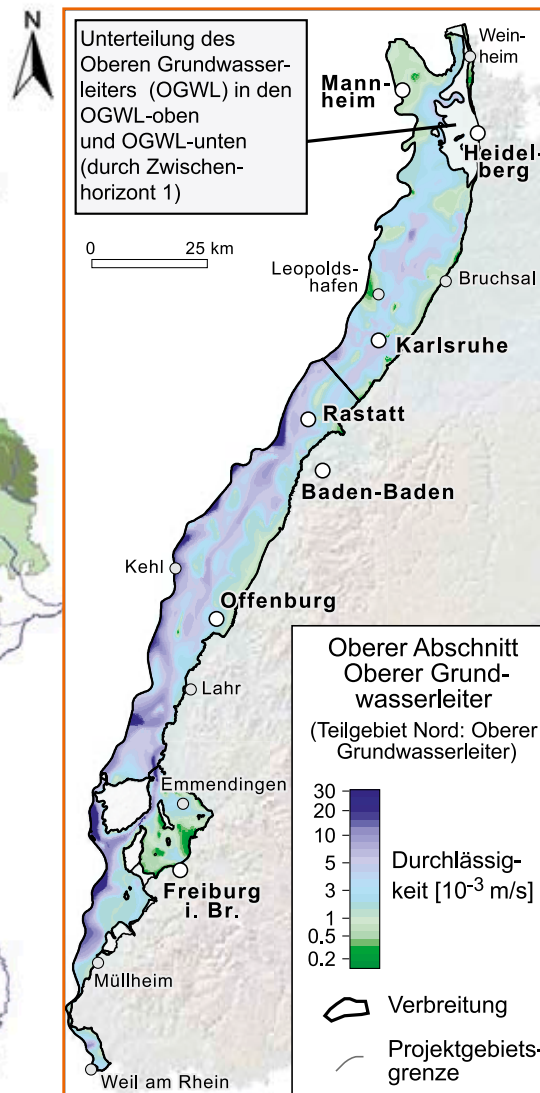 N
Unterteilung des
Oberen Grundwasser-
leiters (OGWL) in den
OGWL-oben
und OGWL-unten
(durch Zwischen-
horizont 1)
0 25 km
Wein-
heim
Mann-
heim
Heidel-
berg
Leopolds-
hafen
Bruchsal
Karlsruhe
Rastatt
Baden-Baden
Kehl
Offenburg
Lahr
Emmendingen
Freiburg
i. Br.
Müllheim
Weil am Rhein
Oberer Abschnitt
Oberer Grund-
wasserleiter
(Teilgebiet Nord: Oberer
Grundwasserleiter)
30
20
10
5
3
1
0.5
0.2
Durchlässig-
keit [10⁻³ m/s]
Verbreitung
Projektgebiets-
grenze